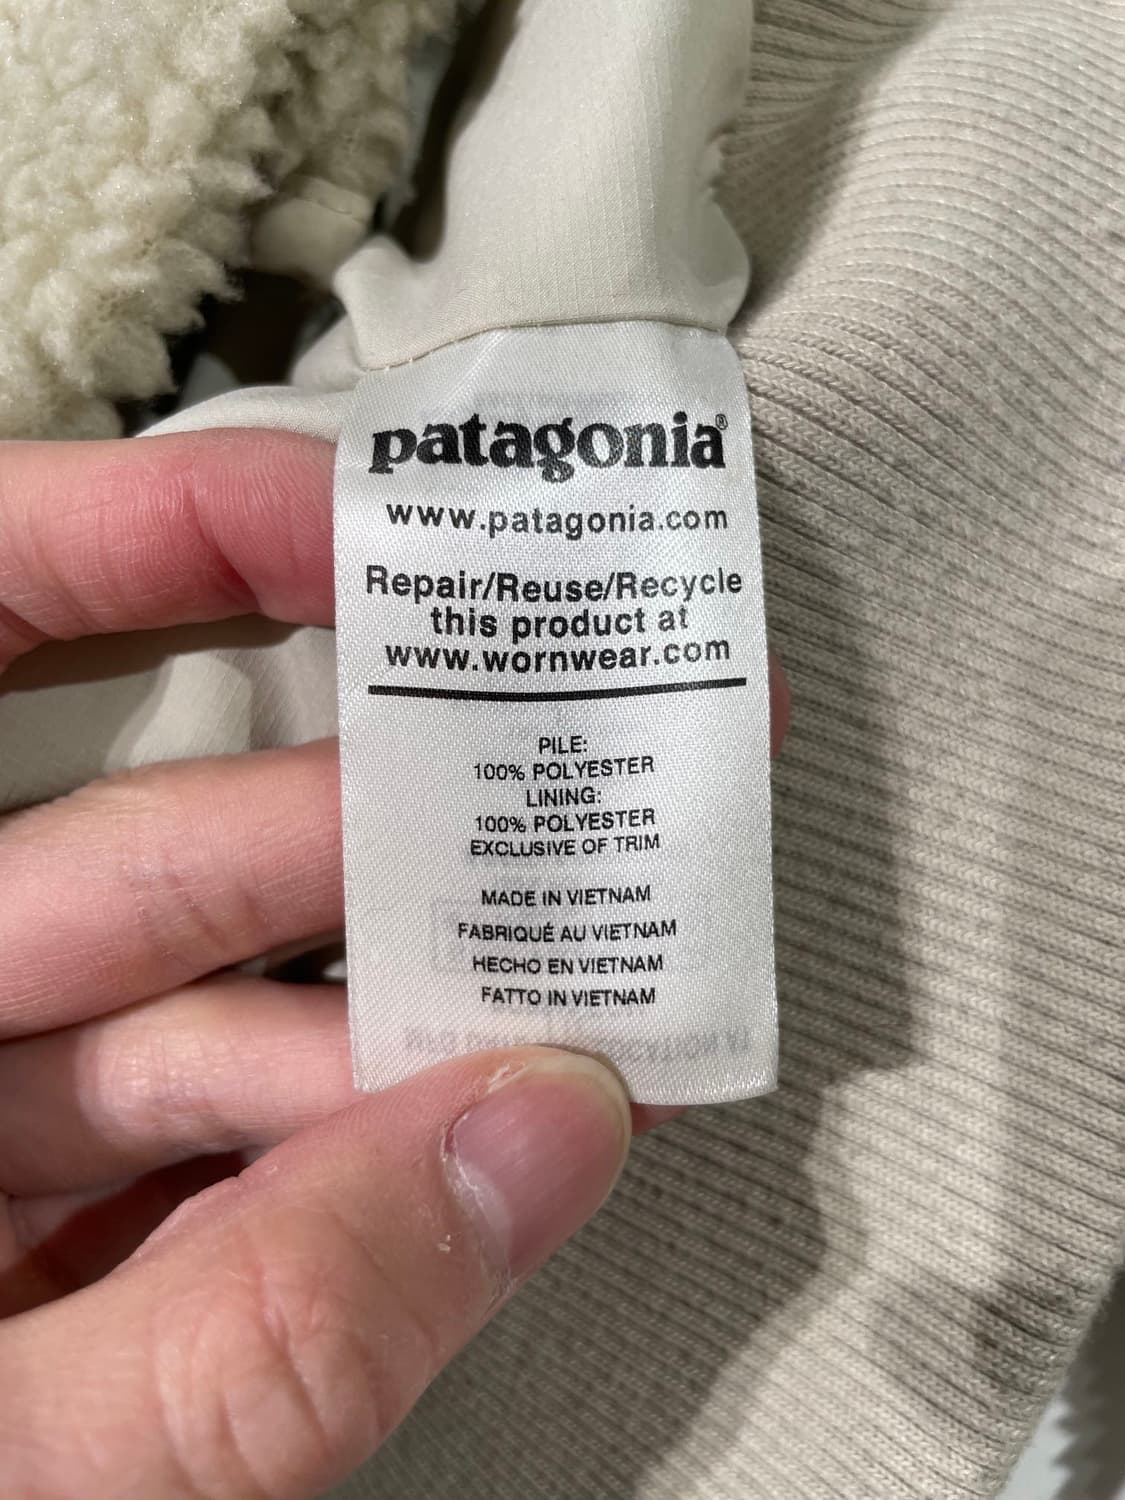 patagonia®
www.patagonia.com
Repair/Reuse/Recycle
this product at
www.wornwear.com
PILE:
100% POLYESTER
LINING:
100% POLYESTER
EXCLUSIVE OF TRIM
MADE IN VIETNAM
FABRIQUÉ AU VIETNAM
HECHO EN VIETNAM
FATTO IN VIETNAM